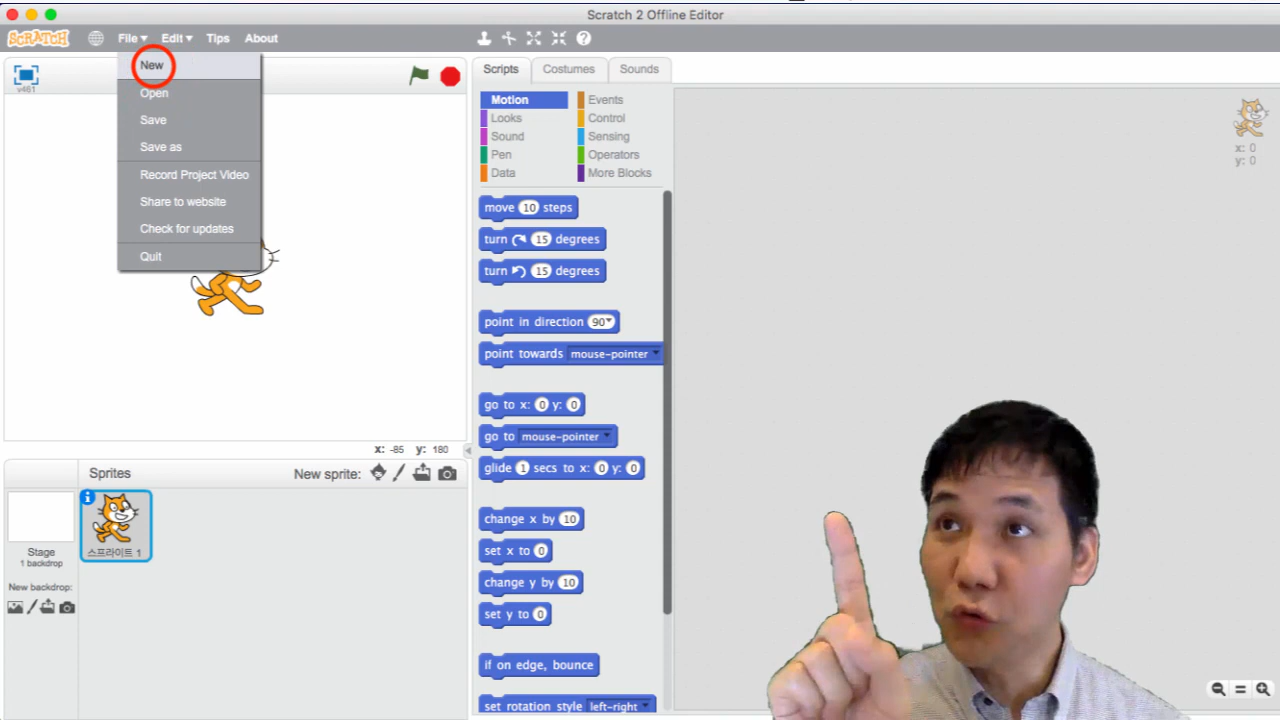 Scratch 2 Offline Editor
SCRATCH File Edit Tips About
New
Open
Save
Save as
Record Project Video
Share to website
Check for updates
Quit
v461
Scripts Costumes Sounds
Motion Events
Looks Control
Sound Sensing
Pen Operators
Data More Blocks
move 10 steps
turn 15 degrees
turn 15 degrees
point in direction 90
point towards mouse-pointer
go to x: 0 y: 0
go to mouse-pointer
glide 1 secs to x: 0 y: 0
change x by 10
set x to 0
change y by 10
set y to 0
if on edge, bounce
set rotation style left-right
x: 0
y: 0
x: -85 y: 180
Sprites New sprite:
스프라이트 1
Stage
1 backdrop
New backdrop: